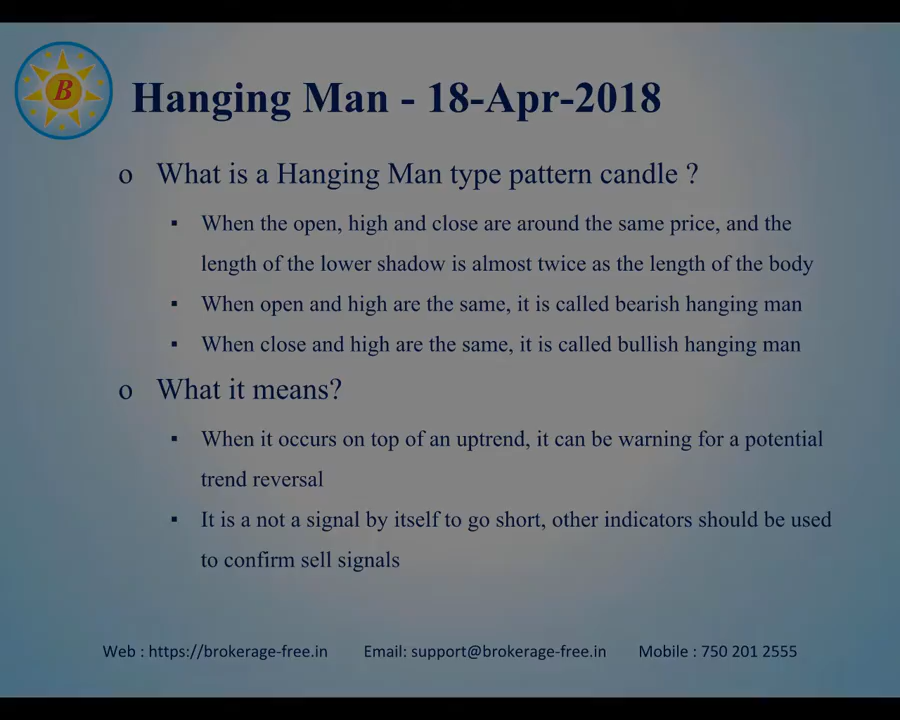 B
Hanging Man - 18-Apr-2018
o What is a Hanging Man type pattern candle ?
▪ When the open, high and close are around the same price, and the
length of the lower shadow is almost twice as the length of the body
▪ When open and high are the same, it is called bearish hanging man
▪ When close and high are the same, it is called bullish hanging man
o What it means?
▪ When it occurs on top of an uptrend, it can be warning for a potential
trend reversal
▪ It is a not a signal by itself to go short, other indicators should be used
to confirm sell signals
Web : https://brokerage-free.in Email: support@brokerage-free.in Mobile : 750 201 2555